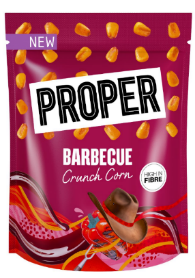 NEW
PROPER
BARBECUE
Crunch Corn
HIGH IN
FIBRE